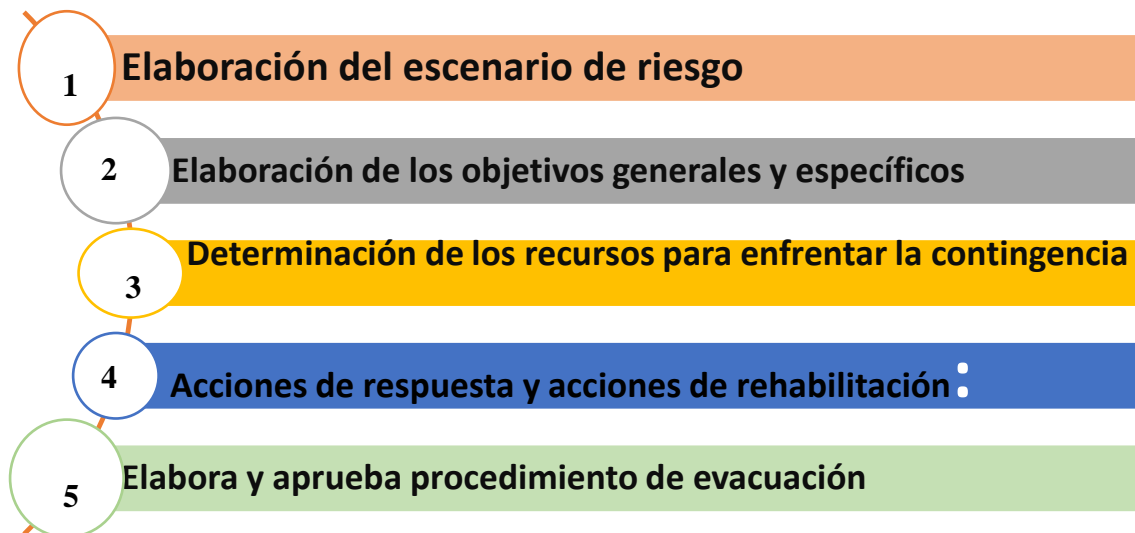 1 Elaboración del escenario de riesgo
2 Elaboración de los objetivos generales y específicos
3 Determinación de los recursos para enfrentar la contingencia
4 Acciones de respuesta y acciones de rehabilitación:
5 Elabora y aprueba procedimiento de evacuación